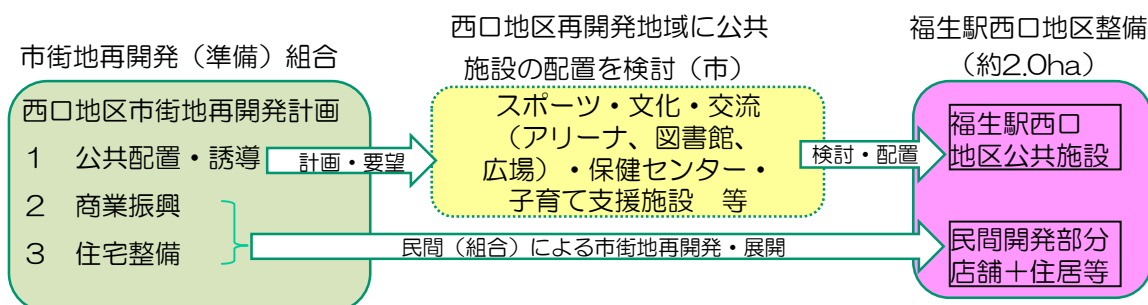 市街地再開発（準備）組合
西口地区市街地再開発計画
１　公共配置・誘導
２　商業振興
３　住宅整備
計画・要望
西口地区再開発地域に公共
施設の配置を検討（市）
スポーツ・文化・交流
（アリーナ、図書館、
広場）・保健センター・
子育て支援施設　等
検討・配置
民間（組合）による市街地再開発・展開
福生駅西口地区整備
（約2.0ha）
福生駅西口
地区公共施設
民間開発部分
店舗＋住居等